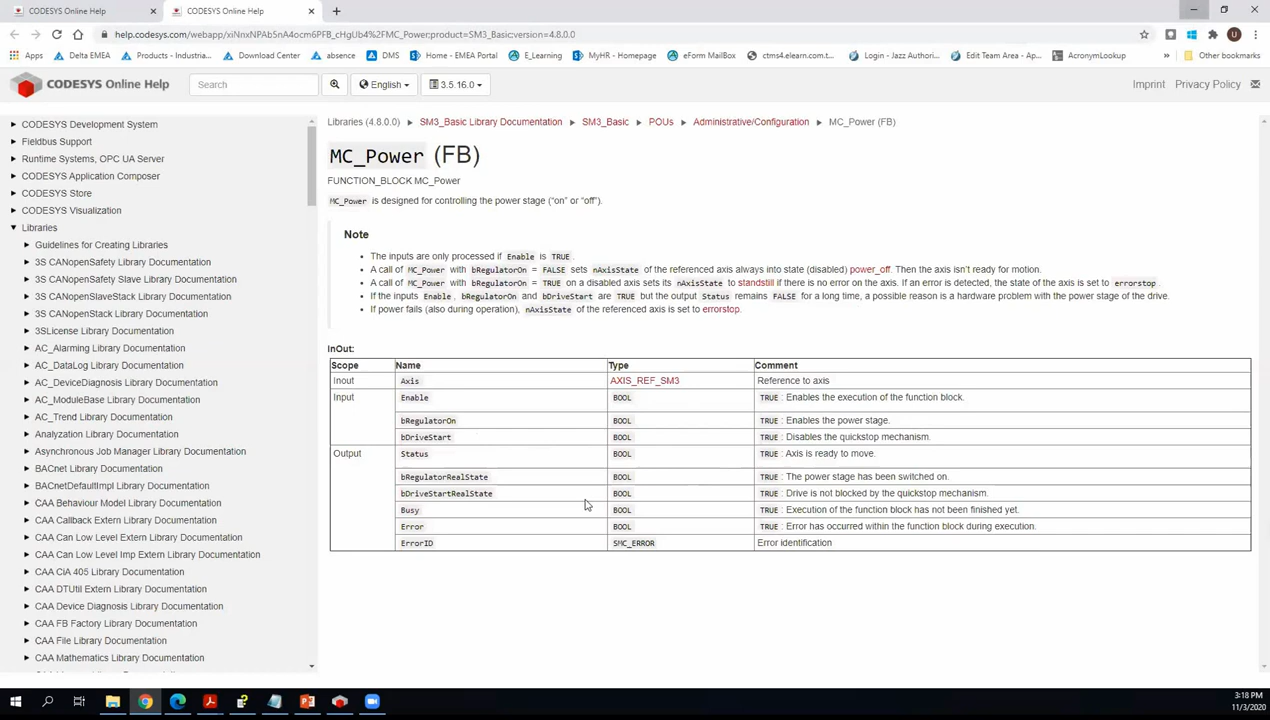 CODESYS Online Help
CODESYS Online Help
help.codesys.com/webapp/xiNnxNPAb5nA4ocm6PFB_cHgUb4%2FMC_Power;product=SM3_Basic;version=4.8.0.0
Apps
Delta EMEA
Products - Industria...
Download Center
absence
DMS
Home - EMEA Portal
E_Learning
MyHR - Home
eForm MailBox
ctms4.elearn.com.t...
Login - Jazz Authori...
Edit Team Area - Te...
AcronymLookup
Other bookmarks
CODESYS Online Help
Search
English
3.5.16.0
Imprint
Privacy Policy
CODESYS Development System
Fieldbus Support
Runtime Systems, OPC UA Server
CODESYS Application Composer
CODESYS Store
CODESYS Visualization
Libraries
Guidelines for Creating Libraries
3S CANopenSafety Library Documentation
3S CANopenSafety Slave Library Documentation
3S CANopenSlaveStack Library Documentation
3S CANopenStack Library Documentation
3SLicense Library Documentation
AC_Alarming Library Documentation
AC_DataLog Library Documentation
AC_DeviceDiagnosis Library Documentation
AC_ModuleBase Library Documentation
AC_Trend Library Documentation
Analyzation Library Documentation
Asynchronous Job Manager Library Documentation
BACnet Library Documentation
BACnetDefaultImpl Library Documentation
CAA Behaviour Model Library Documentation
CAA Callback Extern Library Documentation
CAA Can Low Level Extern Library Documentation
CAA Can Low Level Imp Extern Library Documentation
CAA CiA 405 Library Documentation
CAA DTUtil Extern Library Documentation
CAA Device Diagnosis Library Documentation
CAA FB Factory Library Documentation
CAA File Library Documentation
CAA Mathematics Library Documentation
Libraries (4.8.0.0)
SM3_Basic Library Documentation
SM3_Basic
POUs
Administrative/Configuration
MC_Power (FB)
MC_Power (FB)
FUNCTION_BLOCK MC_Power
MC_Power is designed for controlling the power stage (“on” or “off”).
Note
The inputs are only processed if Enable is TRUE.
A call of MC_Power with bRegulatorOn = FALSE sets nAxisState of the referenced axis always into state (disabled) power_off. Then the axis isn’t ready for motion.
A call of MC_Power with bRegulatorOn = TRUE on a disabled axis sets its nAxisState to standstill if there is no error on the axis. If an error is detected, the state of the axis is set to errorstop.
If the inputs Enable, bRegulatorOn and bDriveStart are TRUE but the output Status remains FALSE for a long time, a possible reason is a hardware problem with the power stage of the drive.
If power fails (also during operation), nAxisState of the referenced axis is set to errorstop.
InOut:
Scope Name Type Comment
Inout Axis AXIS_REF_SM3 Reference to axis
Input Enable BOOL TRUE : Enables the execution of the function block.
bRegulatorOn BOOL TRUE : Enables the power stage.
bDriveStart BOOL TRUE : Disables the quickstop mechanism.
Output Status BOOL TRUE : Axis is ready to move.
bRegulatorRealState BOOL TRUE : The power stage has been switched on.
bDriveStartRealState BOOL TRUE : Drive is not blocked by the quickstop mechanism.
Busy BOOL TRUE : Execution of the function block has not been finished yet.
Error BOOL TRUE : Error has occurred within the function block during execution.
ErrorID SMC_ERROR Error identification
3:18 PM
11/3/2020